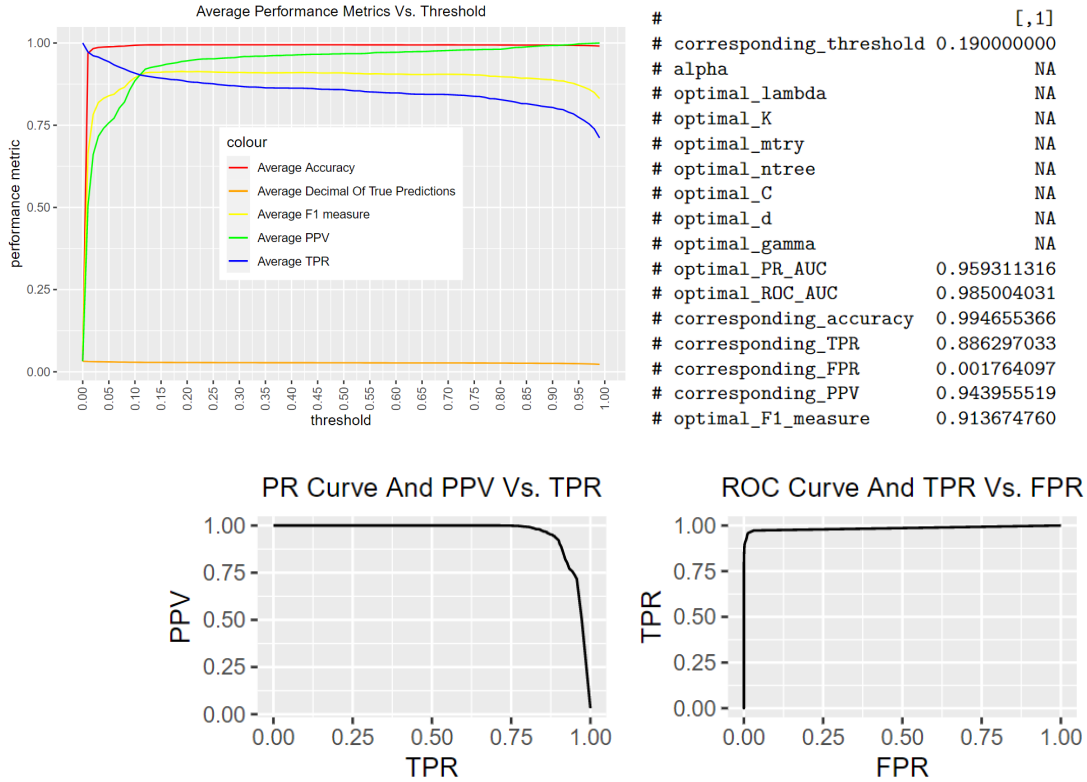 Average Performance Metrics Vs. Threshold
1.00
0.75
0.50
0.25
0.00
performance metric
colour
Average Accuracy
Average Decimal Of True Predictions
Average F1 measure
Average PPV
Average TPR
0.00 0.05 0.10 0.15 0.20 0.25 0.30 0.35 0.40 0.45 0.50 0.55 0.60 0.65 0.70 0.75 0.80 0.85 0.90 0.95 1.00
threshold
# [,1]
# corresponding_threshold 0.190000000
# alpha NA
# optimal_lambda NA
# optimal_K NA
# optimal_mtry NA
# optimal_ntree NA
# optimal_C NA
# optimal_d NA
# optimal_gamma NA
# optimal_PR_AUC 0.959311316
# optimal_ROC_AUC 0.985004031
# corresponding_accuracy 0.994655366
# corresponding_TPR 0.886297033
# corresponding_FPR 0.001764097
# corresponding_PPV 0.943955519
# optimal_F1_measure 0.913674760
PR Curve And PPV Vs. TPR
1.00
0.75
0.50
0.25
0.00
PPV
0.00 0.25 0.50 0.75 1.00
TPR
ROC Curve And TPR Vs. FPR
1.00
0.75
0.50
0.25
0.00
TPR
0.00 0.25 0.50 0.75 1.00
FPR